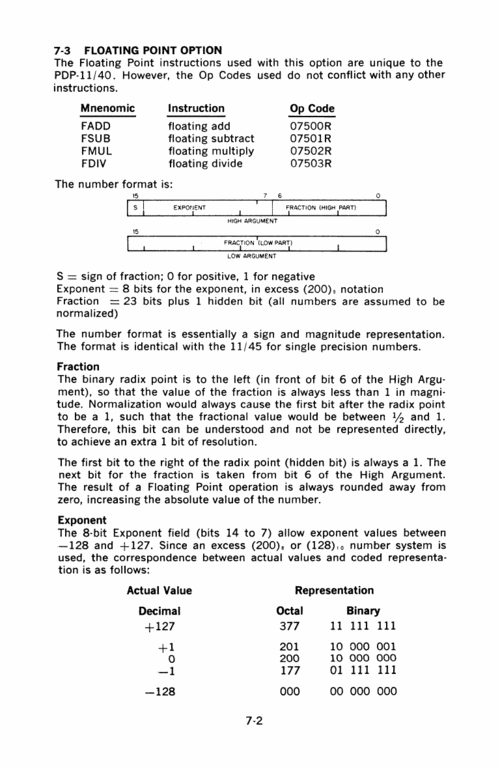 7-3 FLOATING POINT OPTION
The Floating Point instructions used with this option are unique to the
PDP-11/40. However, the Op Codes used do not conflict with any other
instructions.
Mnenomic Instruction Op Code
FADD floating add 07500R
FSUB floating subtract 07501R
FMUL floating multiply 07502R
FDIV floating divide 07503R
The number format is:
15 7 6 0
S EXPONENT FRACTION (HIGH PART)
HIGH ARGUMENT
15 0
FRACTION (LOW PART)
LOW ARGUMENT
S = sign of fraction; 0 for positive, 1 for negative
Exponent = 8 bits for the exponent, in excess (200)₈ notation
Fraction = 23 bits plus 1 hidden bit (all numbers are assumed to be
normalized)
The number format is essentially a sign and magnitude representation.
The format is identical with the 11/45 for single precision numbers.
Fraction
The binary radix point is to the left (in front of bit 6 of the High Argu-
ment), so that the value of the fraction is always less than 1 in magni-
tude. Normalization would always cause the first bit after the radix point
to be a 1, such that the fractional value would be between ½ and 1.
Therefore, this bit can be understood and not be represented directly,
to achieve an extra 1 bit of resolution.
The first bit to the right of the radix point (hidden bit) is always a 1. The
next bit for the fraction is taken from bit 6 of the High Argument.
The result of a Floating Point operation is always rounded away from
zero, increasing the absolute value of the number.
Exponent
The 8-bit Exponent field (bits 14 to 7) allow exponent values between
—128 and +127. Since an excess (200)₈ or (128)₁₀ number system is
used, the correspondence between actual values and coded representa-
tion is as follows:
Actual Value Representation
Decimal Octal Binary
+127 377 11 111 111
+1 201 10 000 001
0 200 10 000 000
—1 177 01 111 111
—128 000 00 000 000
7-2